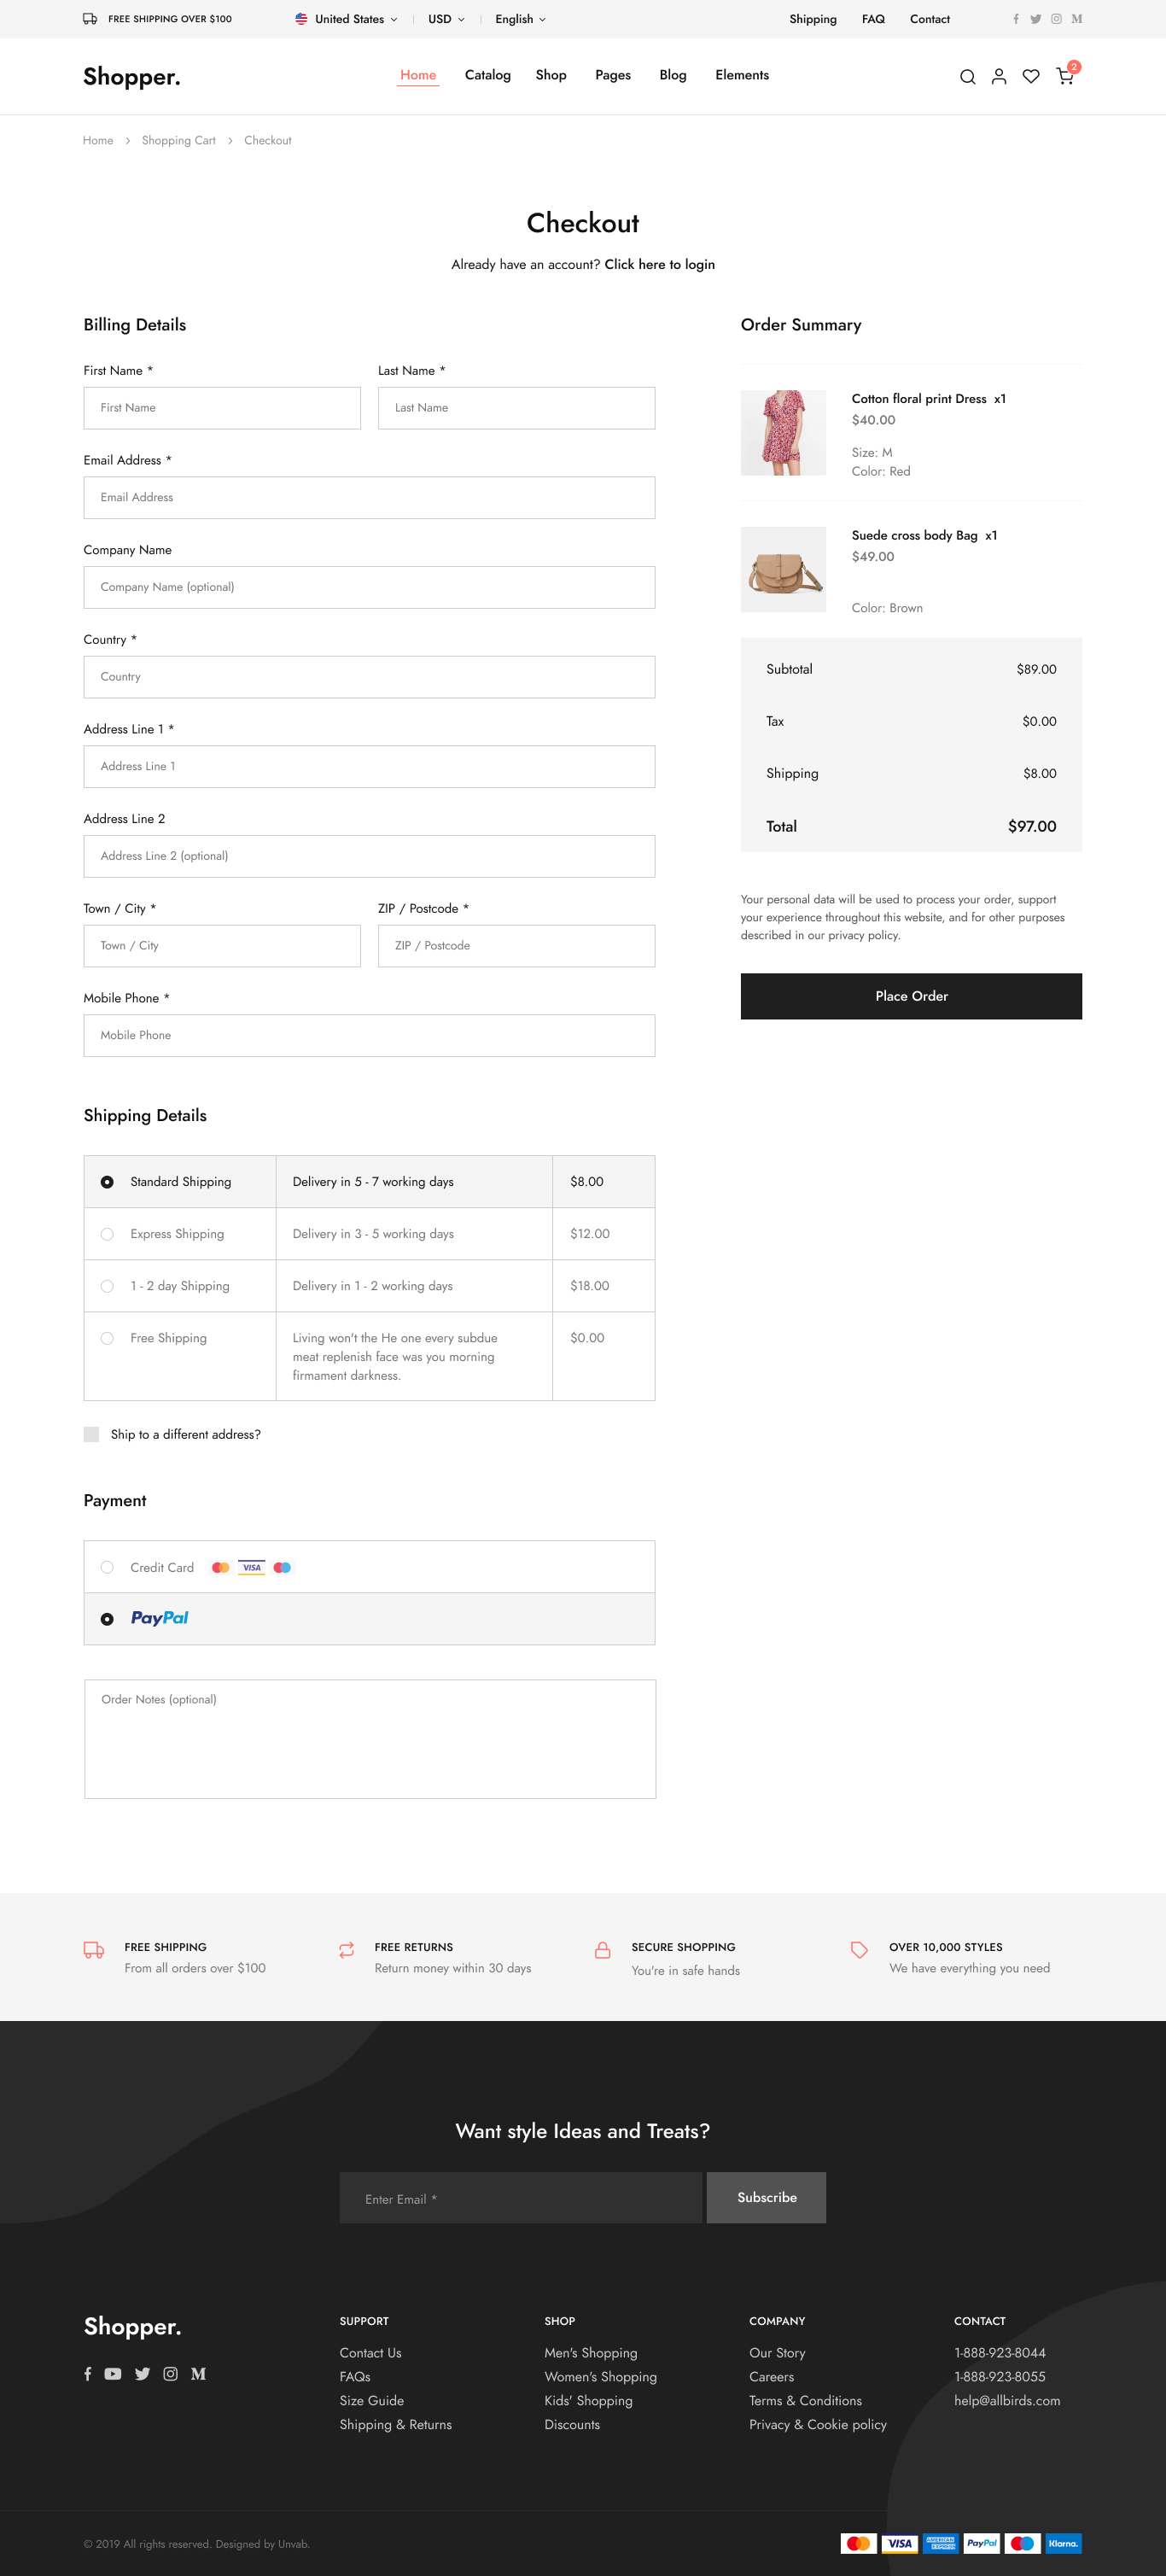 FREE SHIPPING OVER $100
United States USD English
Shipping FAQ Contact
Shopper.
Home Catalog Shop Pages Blog Elements
2
Home > Shopping Cart > Checkout
Checkout
Already have an account? Click here to login
Billing Details
First Name * Last Name *
First Name Last Name
Email Address *
Email Address
Company Name
Company Name (optional)
Country *
Country
Address Line 1 *
Address Line 1
Address Line 2
Address Line 2 (optional)
Town / City * ZIP / Postcode *
Town / City ZIP / Postcode
Mobile Phone *
Mobile Phone
Order Summary
Cotton floral print Dress x1
$40.00
Size: M
Color: Red
Suede cross body Bag x1
$49.00
Color: Brown
Subtotal $89.00
Tax $0.00
Shipping $8.00
Total $97.00
Your personal data will be used to process your order, support
your experience throughout this website, and for other purposes
described in our privacy policy.
Place Order
Shipping Details
Standard Shipping Delivery in 5 - 7 working days $8.00
Express Shipping Delivery in 3 - 5 working days $12.00
1 - 2 day Shipping Delivery in 1 - 2 working days $18.00
Free Shipping Living won't the He one every subdue $0.00
meat replenish face was you morning
firmament darkness.
Ship to a different address?
Payment
Credit Card VISA
PayPal
Order Notes (optional)
FREE SHIPPING
From all orders over $100
FREE RETURNS
Return money within 30 days
SECURE SHOPPING
You're in safe hands
OVER 10,000 STYLES
We have everything you need
Want style Ideas and Treats?
Enter Email * Subscribe
Shopper.
SUPPORT
Contact Us
FAQs
Size Guide
Shipping & Returns
SHOP
Men's Shopping
Women's Shopping
Kids' Shopping
Discounts
COMPANY
Our Story
Careers
Terms & Conditions
Privacy & Cookie policy
CONTACT
1-888-923-8044
1-888-923-8055
help@allbirds.com
© 2019 All rights reserved. Designed by Unvab.
VISA AMERICAN EXPRESS PayPal Klarna.